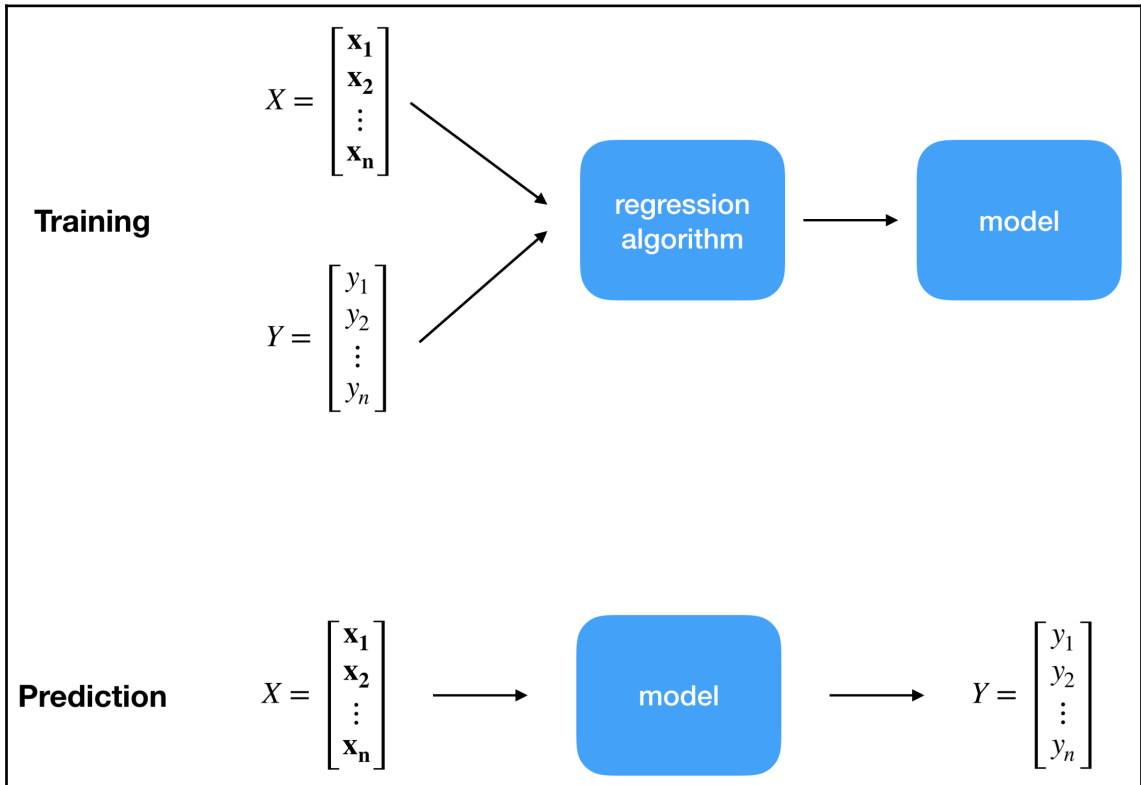 X = [x₁
x₂
⋮
xₙ]
Training
regression
algorithm
model
Y = [y₁
y₂
⋮
yₙ]
Prediction
X = [x₁
x₂
⋮
xₙ]
model
Y = [y₁
y₂
⋮
yₙ]